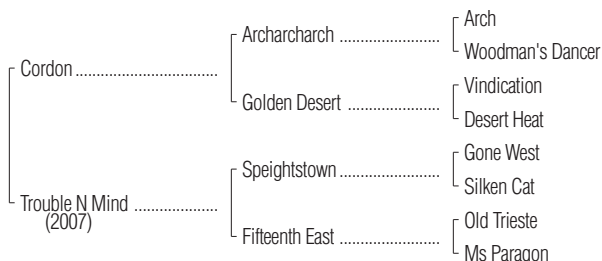 Arch
Archarcharch
Woodman's Dancer
Cordon
Vindication
Golden Desert
Desert Heat
Gone West
Speightstown
Silken Cat
Trouble N Mind
(2007)
Old Trieste
Fifteenth East
Ms Paragon